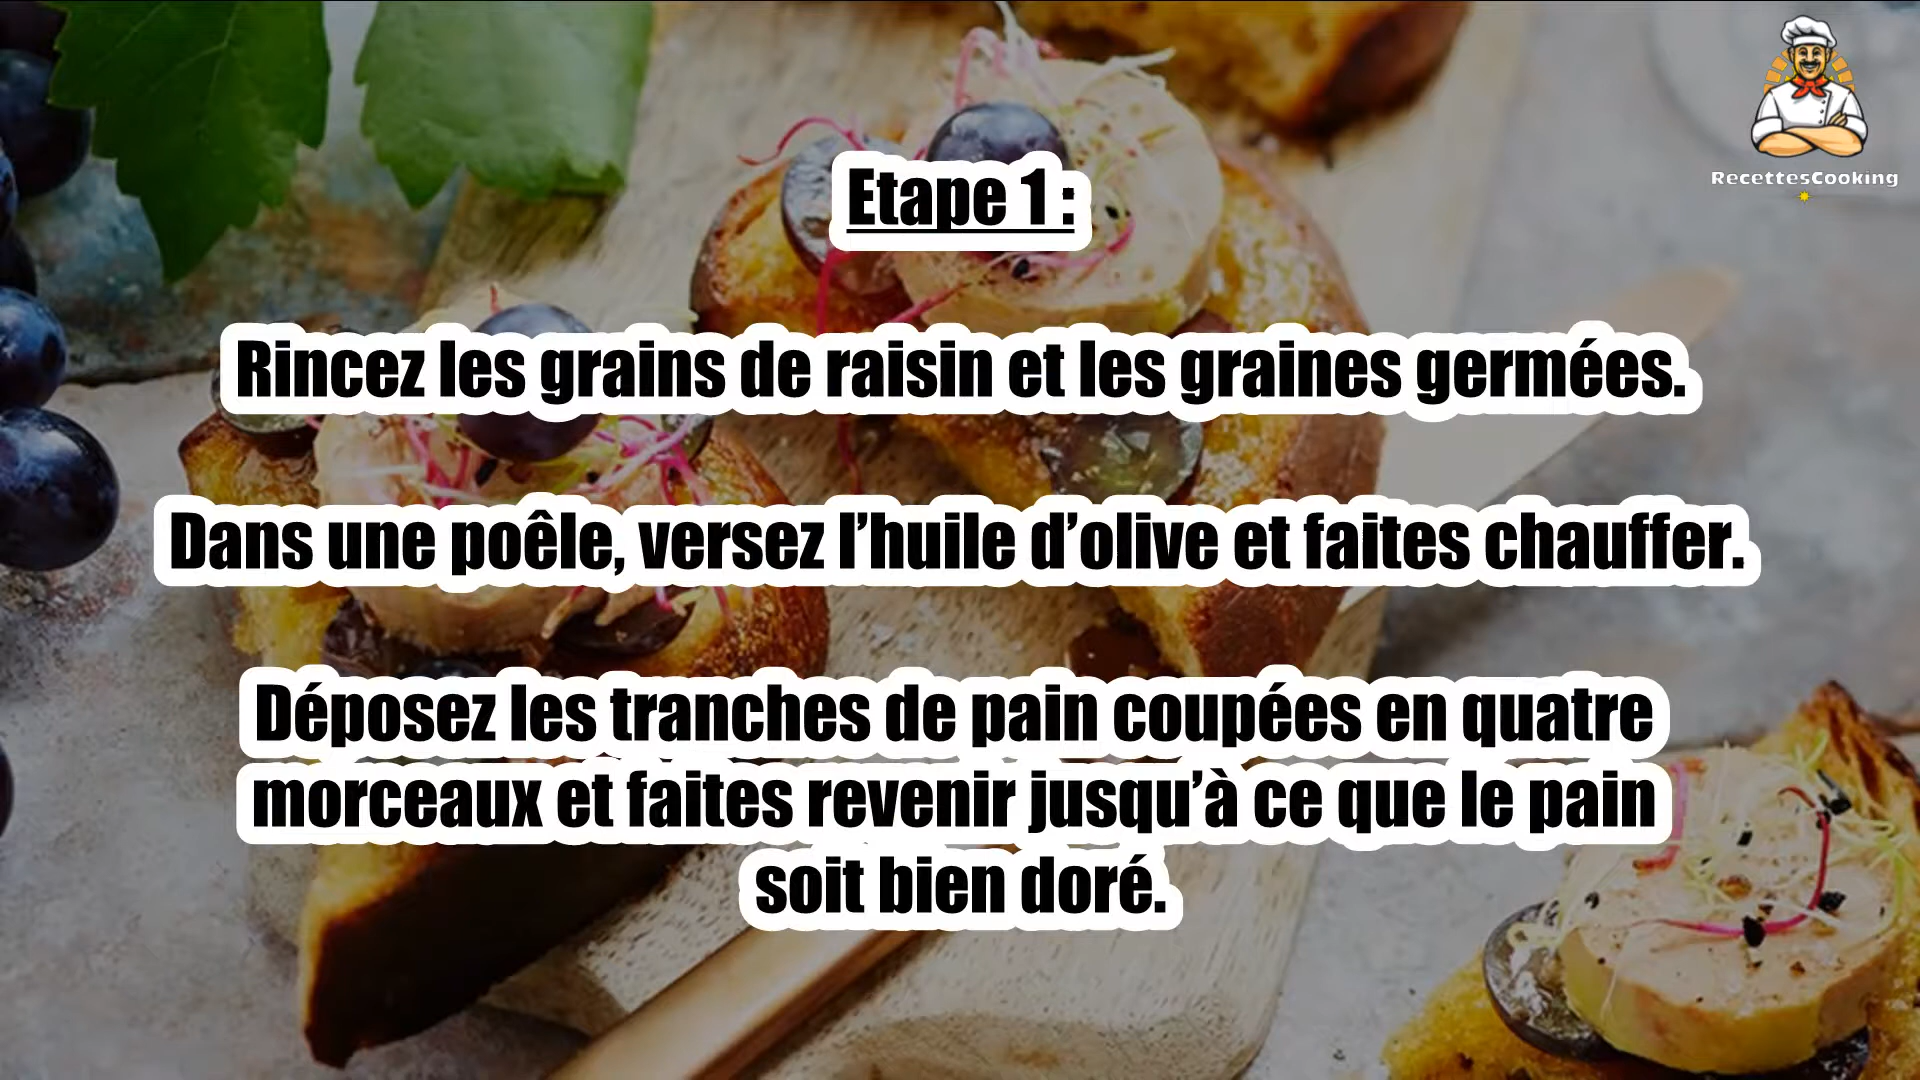 RecettesCooking
Etape 1 :
Rincez les grains de raisin et les graines germées.
Dans une poêle, versez l’huile d’olive et faites chauffer.
Déposez les tranches de pain coupées en quatre
morceaux et faites revenir jusqu’à ce que le pain
soit bien doré.